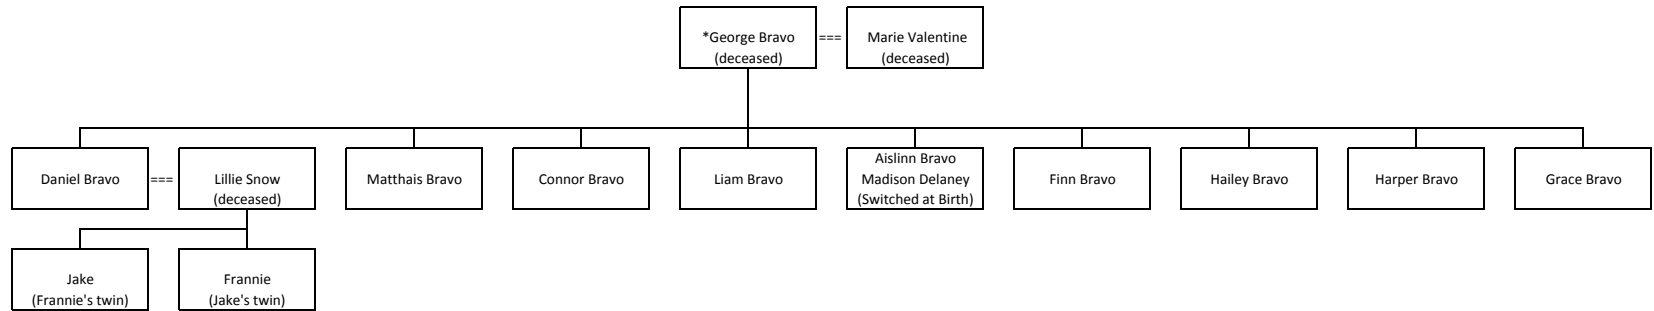 *George Bravo
(deceased)
===
Marie Valentine
(deceased)
Daniel Bravo
===
Lillie Snow
(deceased)
Matthais Bravo
Connor Bravo
Liam Bravo
Aislinn Bravo
Madison Delaney
(Switched at Birth)
Finn Bravo
Hailey Bravo
Harper Bravo
Grace Bravo
Jake
(Frannie's twin)
Frannie
(Jake's twin)